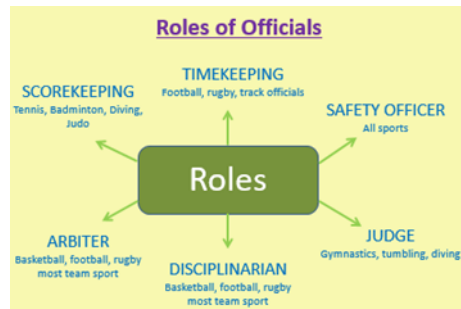 Roles of Officials
TIMEKEEPING
Football, rugby, track officials
SCOREKEEPING
Tennis, Badminton, Diving,
Judo
SAFETY OFFICER
All sports
Roles
ARBITER
Basketball, football, rugby
most team sport
DISCIPLINARIAN
Basketball, football, rugby
most team sport
JUDGE
Gymnastics, tumbling, diving